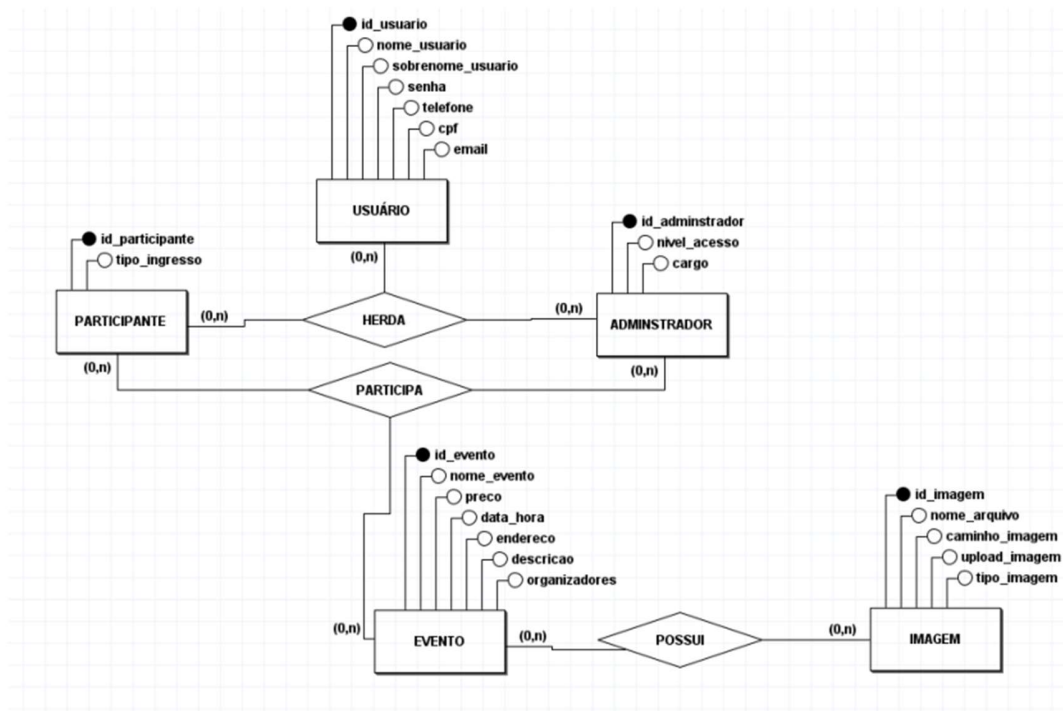 id_usuario
nome_usuario
sobrenome_usuario
senha
telefone
cpf
email
USUÁRIO
(0,n)
id_participante
tipo_ingresso
PARTICIPANTE
(0,n)
(0,n)
HERDA
id_adminstrador
nivel_acesso
cargo
(0,n)
ADMINSTRADOR
(0,n)
PARTICIPA
id_evento
nome_evento
preco
data_hora
endereco
descricao
organizadores
(0,n)
EVENTO
(0,n)
POSSUI
id_imagem
nome_arquivo
caminho_imagem
upload_imagem
tipo_imagem
(0,n)
IMAGEM